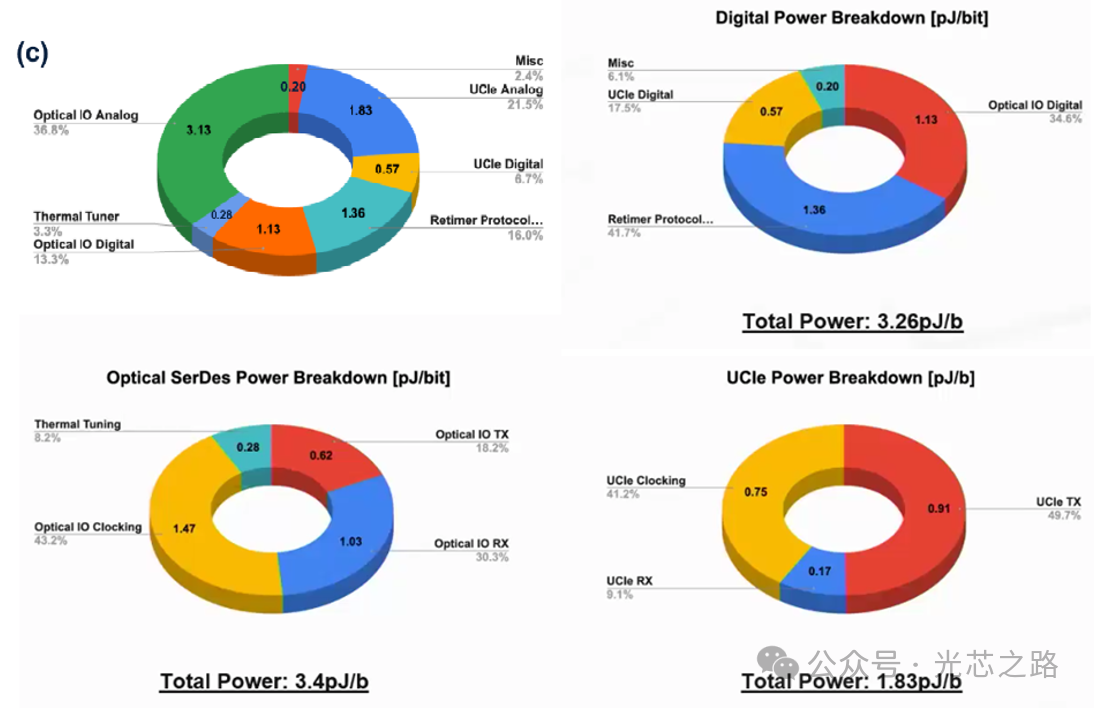 (c)
Misc
2.4%
UCIe Analog
21.5%
UCIe Digital
6.7%
Retimer Protocol...
16.0%
Optical IO Analog
36.8%
Thermal Tuner
3.3%
Optical IO Digital
13.3%
0.20
1.83
0.57
1.36
1.13
0.28
3.13
Digital Power Breakdown [pJ/bit]
Misc
6.1%
UCIe Digital
17.5%
Retimer Protocol...
41.7%
Optical IO Digital
34.6%
0.20
0.57
1.13
1.36
Total Power: 3.26pJ/b
Optical SerDes Power Breakdown [pJ/bit]
Thermal Tuning
8.2%
Optical IO TX
18.2%
Optical IO Clocking
43.2%
Optical IO RX
30.3%
0.28
0.62
1.47
1.03
Total Power: 3.4pJ/b
UCIe Power Breakdown [pJ/b]
UCIe Clocking
41.2%
UCIe TX
49.7%
UCIe RX
9.1%
0.75
0.91
0.17
公众号 · 光芯之路
Total Power: 1.83pJ/b